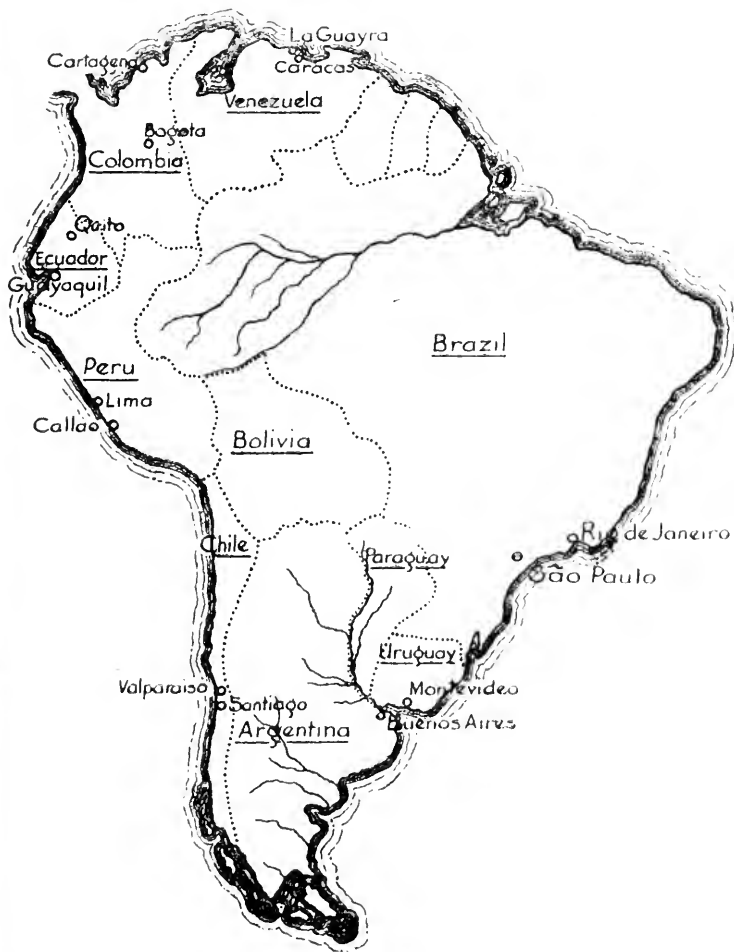 La Guayra
Cartagena
Caracas
Venezuela
Bogota
Colombia
Quito
Ecuador
Guayaquil
Brazil
Peru
Lima
Callao
Bolivia
Rio de Janeiro
Chile
Paraguay
São Paulo
Uruguay
Valparaiso
Montevideo
Santiago
Buenos Aires
Argentina